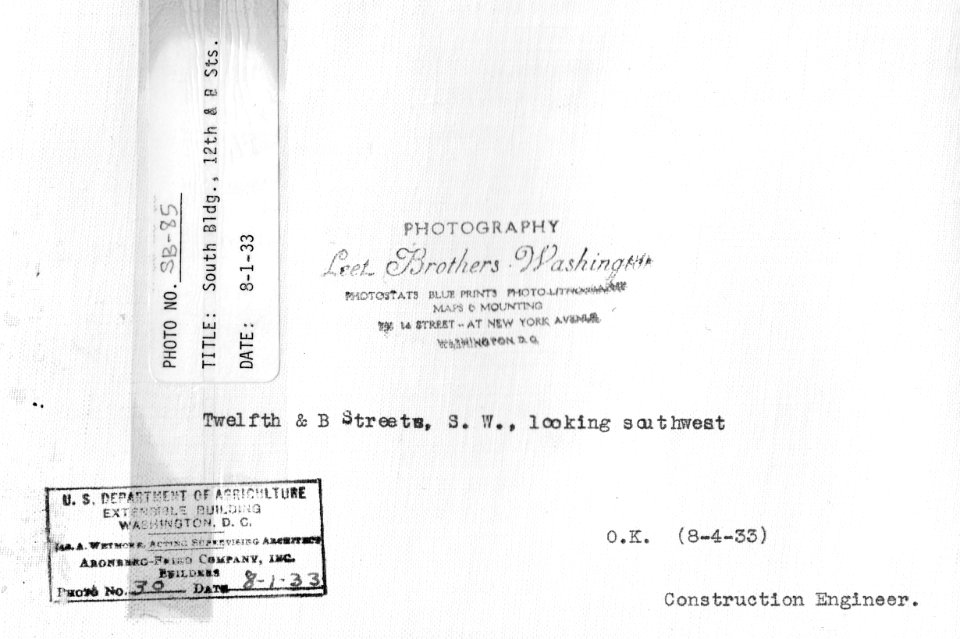 PHOTO NO. SB-85
TITLE: South Bldg., 12th & B Sts.
DATE: 8-1-33
PHOTOGRAPHY
Leet Brothers Washington
PHOTOSTATS BLUE PRINTS PHOTO-LITHOGRAPHY
MAPS & MOUNTING
14 STREET - AT NEW YORK AVENUE
WASHINGTON, D. C.
Twelfth & B Streets, S. W., looking southwest
U. S. DEPARTMENT OF AGRICULTURE
EXTENSIBLE BUILDING
WASHINGTON, D. C.
JAS. A. WETMORE, ACTING SUPERVISING ARCHITECT
ARONBERG-FRIED COMPANY, INC.
BUILDERS
PHOTO NO. 30 DATE 8-1-33
O.K. (8-4-33)
Construction Engineer.